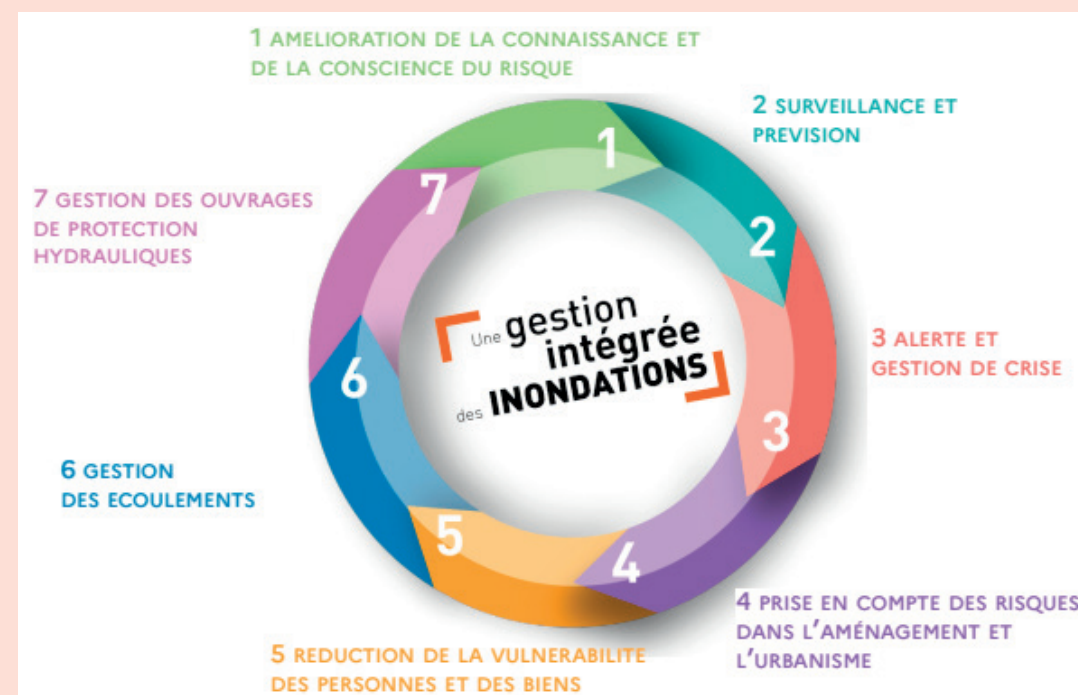 1 AMELIORATION DE LA CONNAISSANCE ET
DE LA CONSCIENCE DU RISQUE
2 SURVEILLANCE ET
PREVISION
3 ALERTE ET
GESTION DE CRISE
4 PRISE EN COMPTE DES RISQUES
DANS L'AMÉNAGEMENT ET
L'URBANISME
5 REDUCTION DE LA VULNERABILITE
DES PERSONNES ET DES BIENS
6 GESTION
DES ECOULEMENTS
7 GESTION DES OUVRAGES
DE PROTECTION
HYDRAULIQUES
1
2
3
4
5
6
7
Une gestion
intégrée
des INONDATIONS